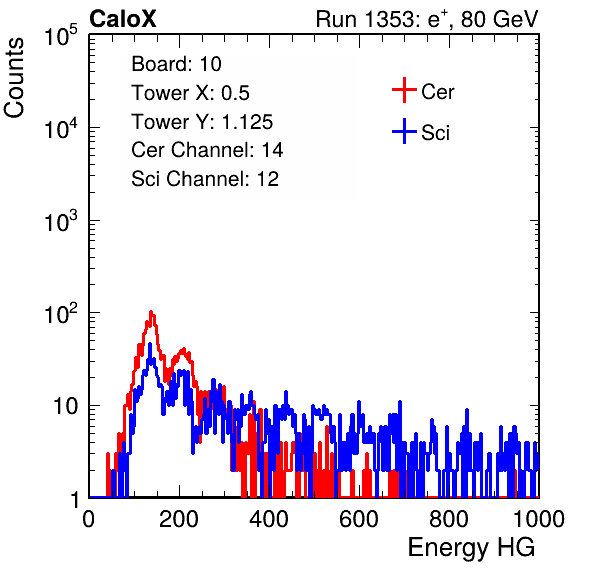 CaloX Run 1353: e⁺, 80 GeV
Counts
10⁵
10⁴
10³
10²
10
1
Board: 10
Tower X: 0.5
Tower Y: 1.125
Cer Channel: 14
Sci Channel: 12
Cer
Sci
0 200 400 600 800 1000
Energy HG